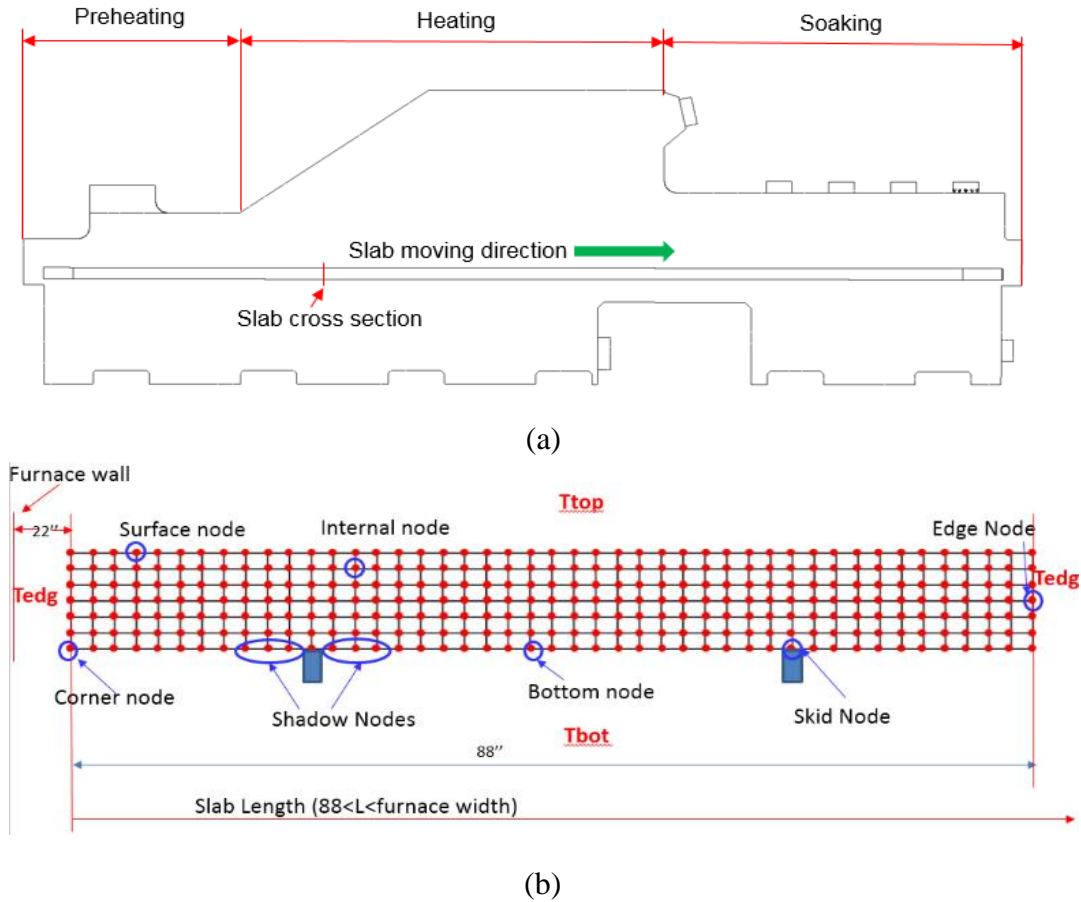 Preheating
Heating
Soaking
Slab moving direction
Slab cross section
(a)
Furnace wall
Ttop
22’’
Surface node
Internal node
Edge Node
Tedg
Tedg
Corner node
Shadow Nodes
Bottom node
Skid Node
Tbot
88’’
Slab Length (88<L<furnace width)
(b)